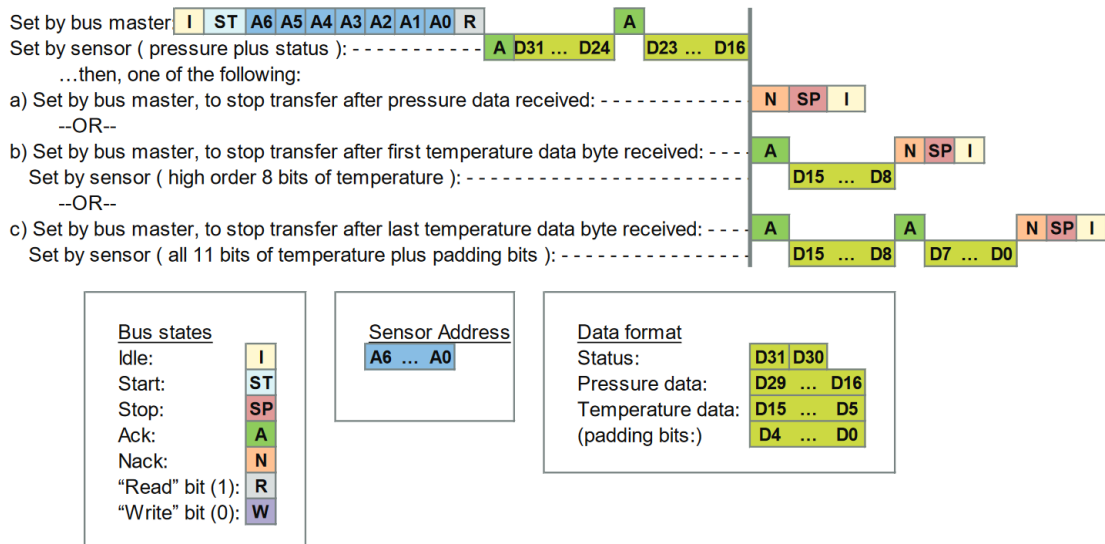 Set by bus master: I ST A6 A5 A4 A3 A2 A1 A0 R A
Set by sensor ( pressure plus status ): - - - - - - - - - - - A D31 ... D24 D23 ... D16
...then, one of the following:
a) Set by bus master, to stop transfer after pressure data received: - - - - - - - - - - - - N SP I
--OR--
b) Set by bus master, to stop transfer after first temperature data byte received: - - - - A N SP I
Set by sensor ( high order 8 bits of temperature ): - - - - - - - - - - - - - - - - - - - - - - D15 ... D8
--OR--
c) Set by bus master, to stop transfer after last temperature data byte received: - - - - A A N SP I
Set by sensor ( all 11 bits of temperature plus padding bits ): - - - - - - - - - - - - - - - D15 ... D8 D7 ... D0
Bus states
Idle: I
Start: ST
Stop: SP
Ack: A
Nack: N
“Read” bit (1): R
“Write” bit (0): W
Sensor Address
A6 ... A0
Data format
Status: D31 D30
Pressure data: D29 ... D16
Temperature data: D15 ... D5
(padding bits:) D4 ... D0